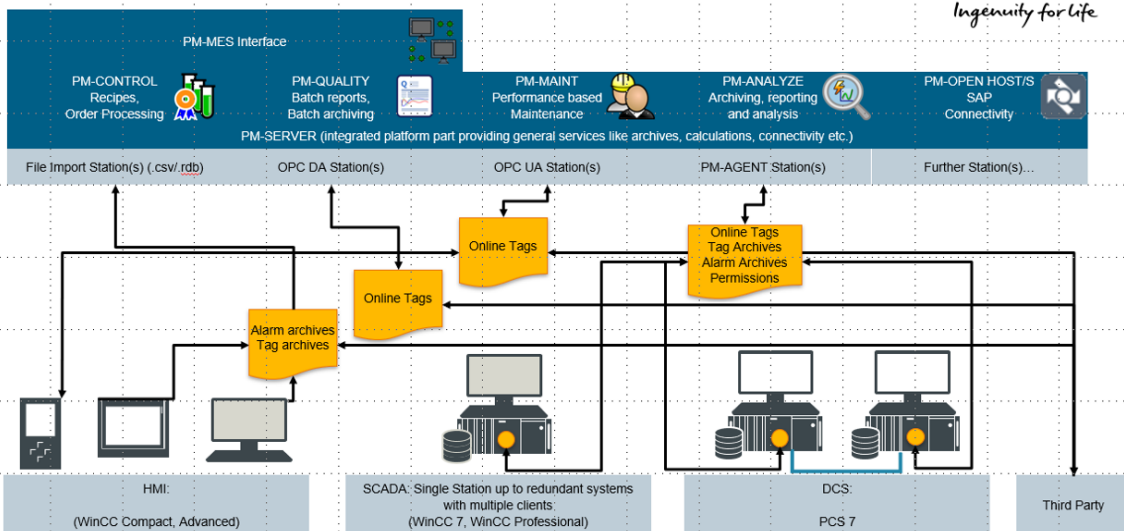 Ingenuity for life
PM-MES Interface
PM-CONTROL
Recipes,
Order Processing
PM-QUALITY
Batch reports,
Batch archiving
PM-MAINT
Performance based
Maintenance
PM-ANALYZE
Archiving, reporting
and analysis
PM-OPEN HOST/S
SAP
Connectivity
PM-SERVER (integrated platform part providing general services like archives, calculations, connectivity etc.)
File Import Station(s) (.csv/.rdb)
OPC DA Station(s)
OPC UA Station(s)
PM-AGENT Station(s)
Further Station(s)...
Online Tags
Online Tags
Tag Archives
Alarm Archives
Permissions
Online Tags
Alarm archives
Tag archives
HMI:
(WinCC Compact, Advanced)
SCADA: Single Station up to redundant systems
with multiple clients
(WinCC 7, WinCC Professional)
DCS:
PCS 7
Third Party